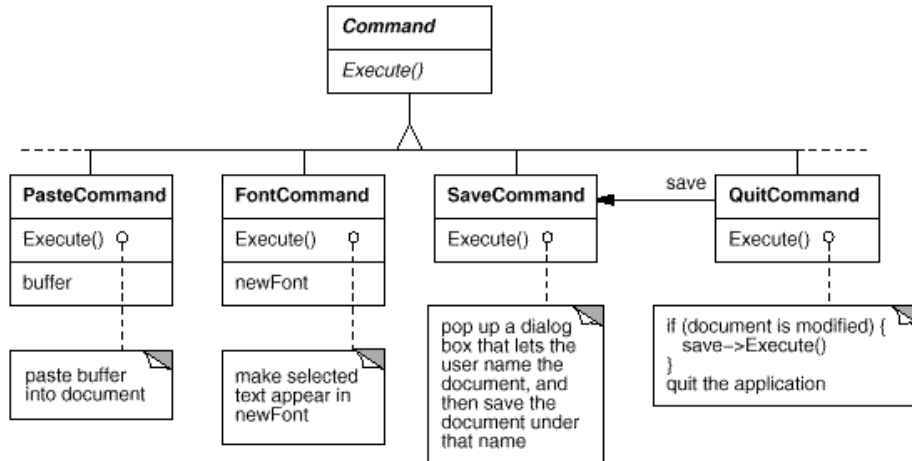 Command
Execute()
PasteCommand
Execute()
buffer
paste buffer
into document
FontCommand
Execute()
newFont
make selected
text appear in
newFont
SaveCommand
Execute()
pop up a dialog
box that lets the
user name the
document, and
then save the
document under
that name
save
QuitCommand
Execute()
if (document is modified) {
save–>Execute()
}
quit the application